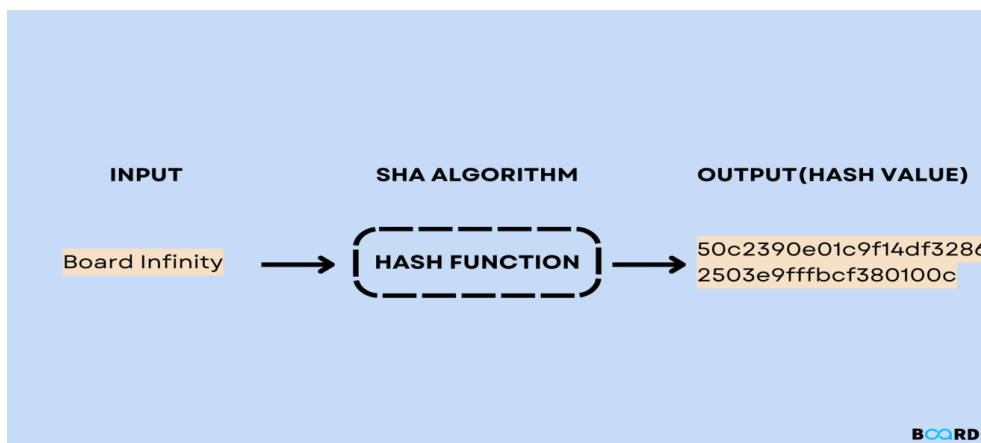 INPUT
SHA ALGORITHM
OUTPUT(HASH VALUE)
Board Infinity
HASH FUNCTION
50c2390e01c9f14df3286
2503e9fffbcf380100c
BOARD